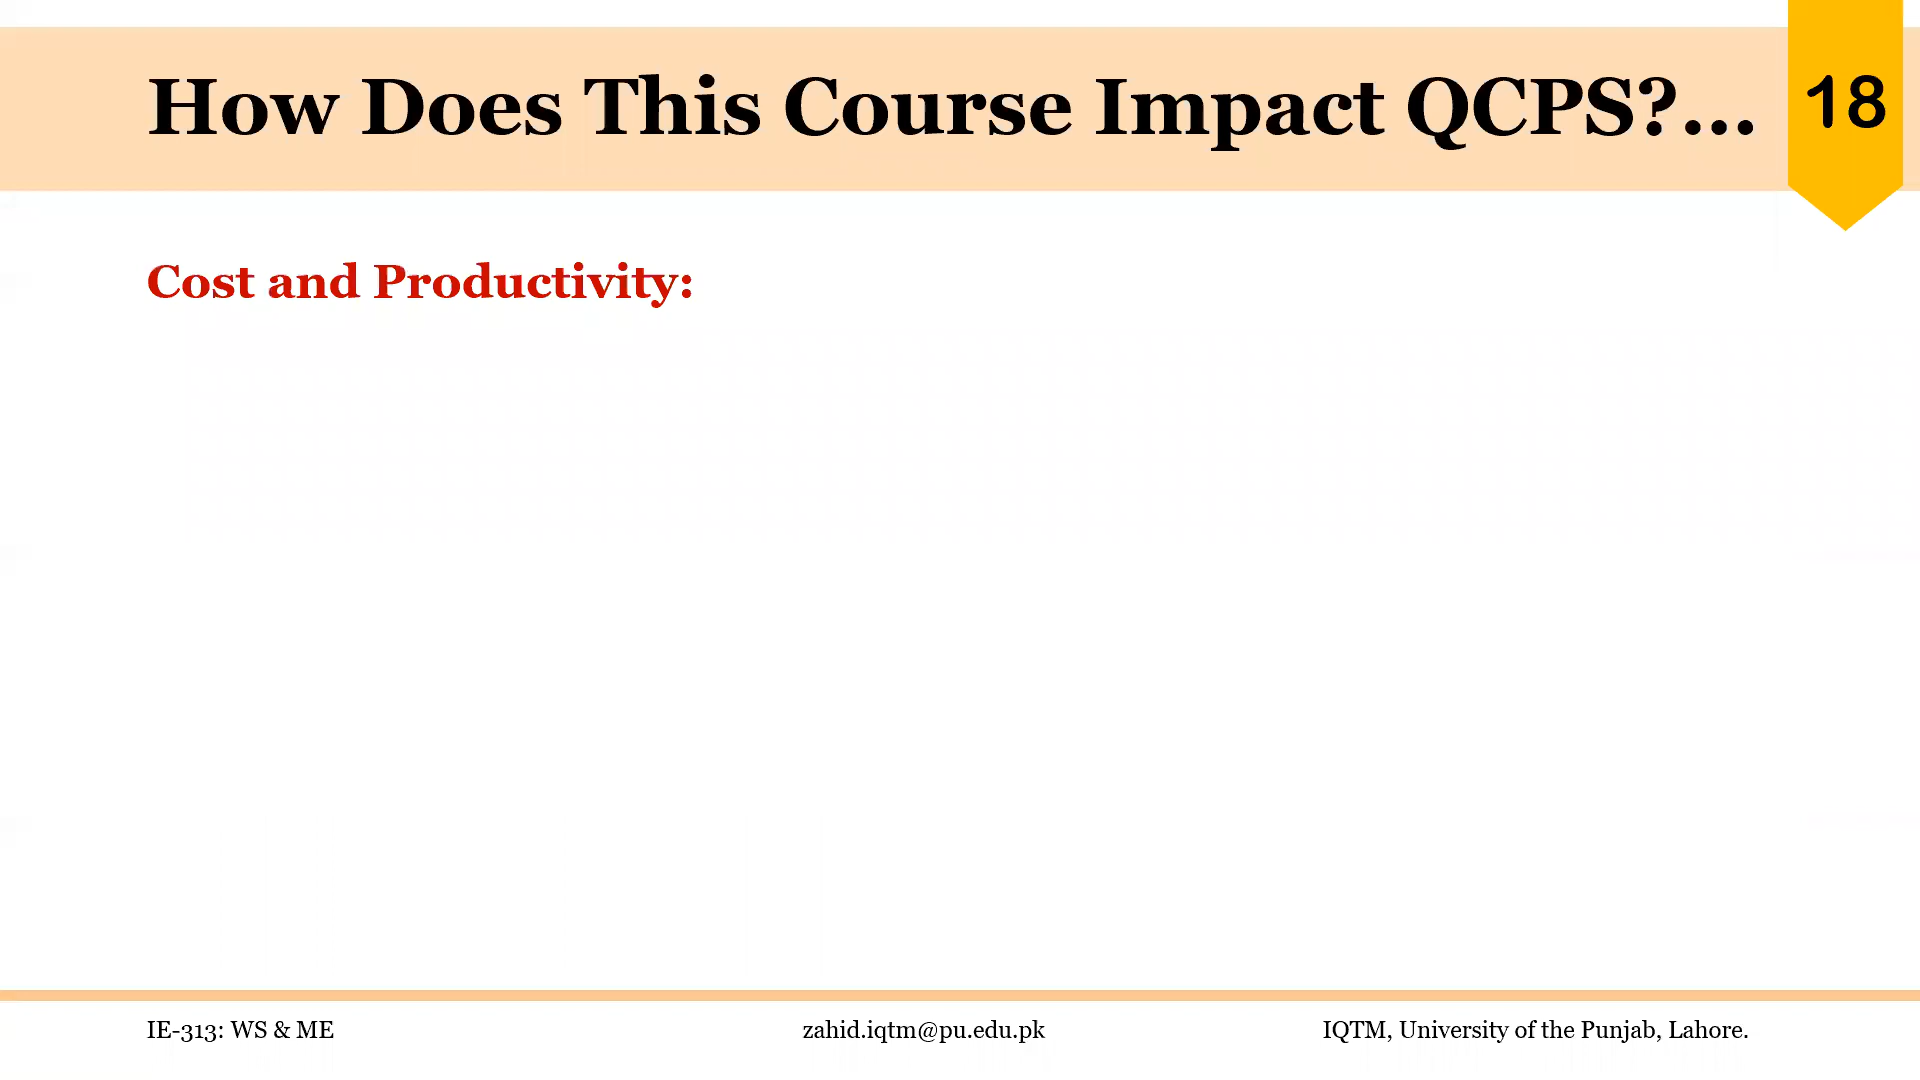 How Does This Course Impact QCPS?...
18
Cost and Productivity:
IE-313: WS & ME
zahid.iqtm@pu.edu.pk
IQTM, University of the Punjab, Lahore.